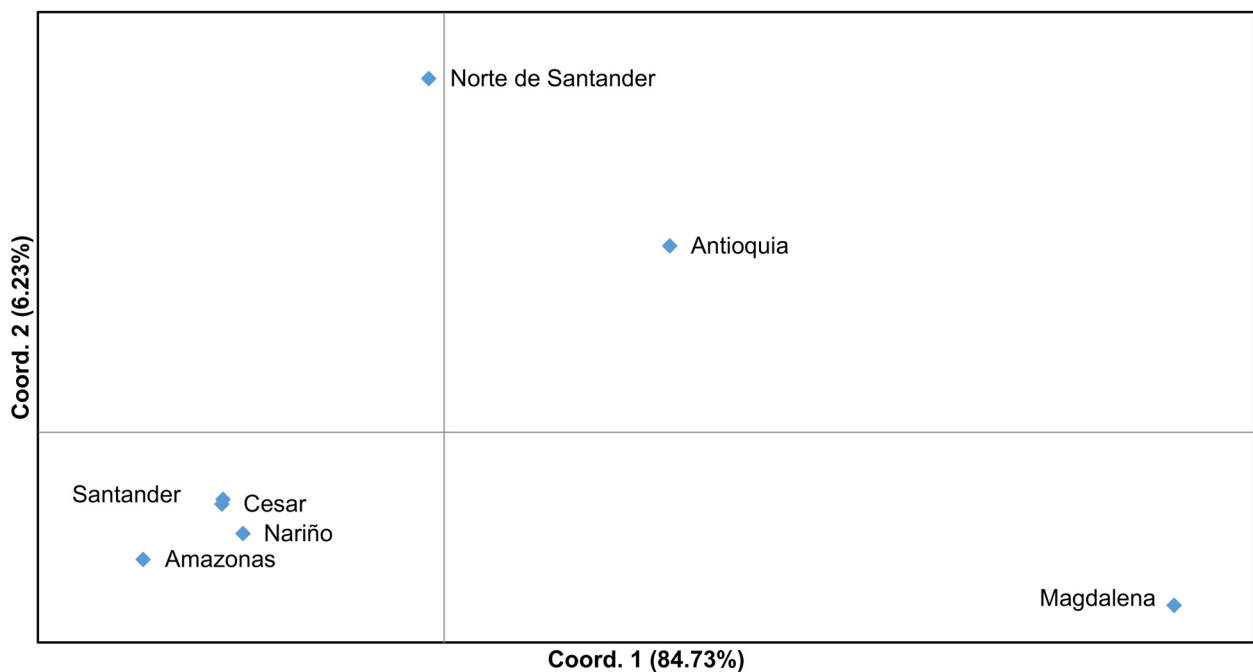 Norte de Santander
Antioquia
Coord. 2 (6.23%)
Santander
Cesar
Nariño
Amazonas
Magdalena
Coord. 1 (84.73%)